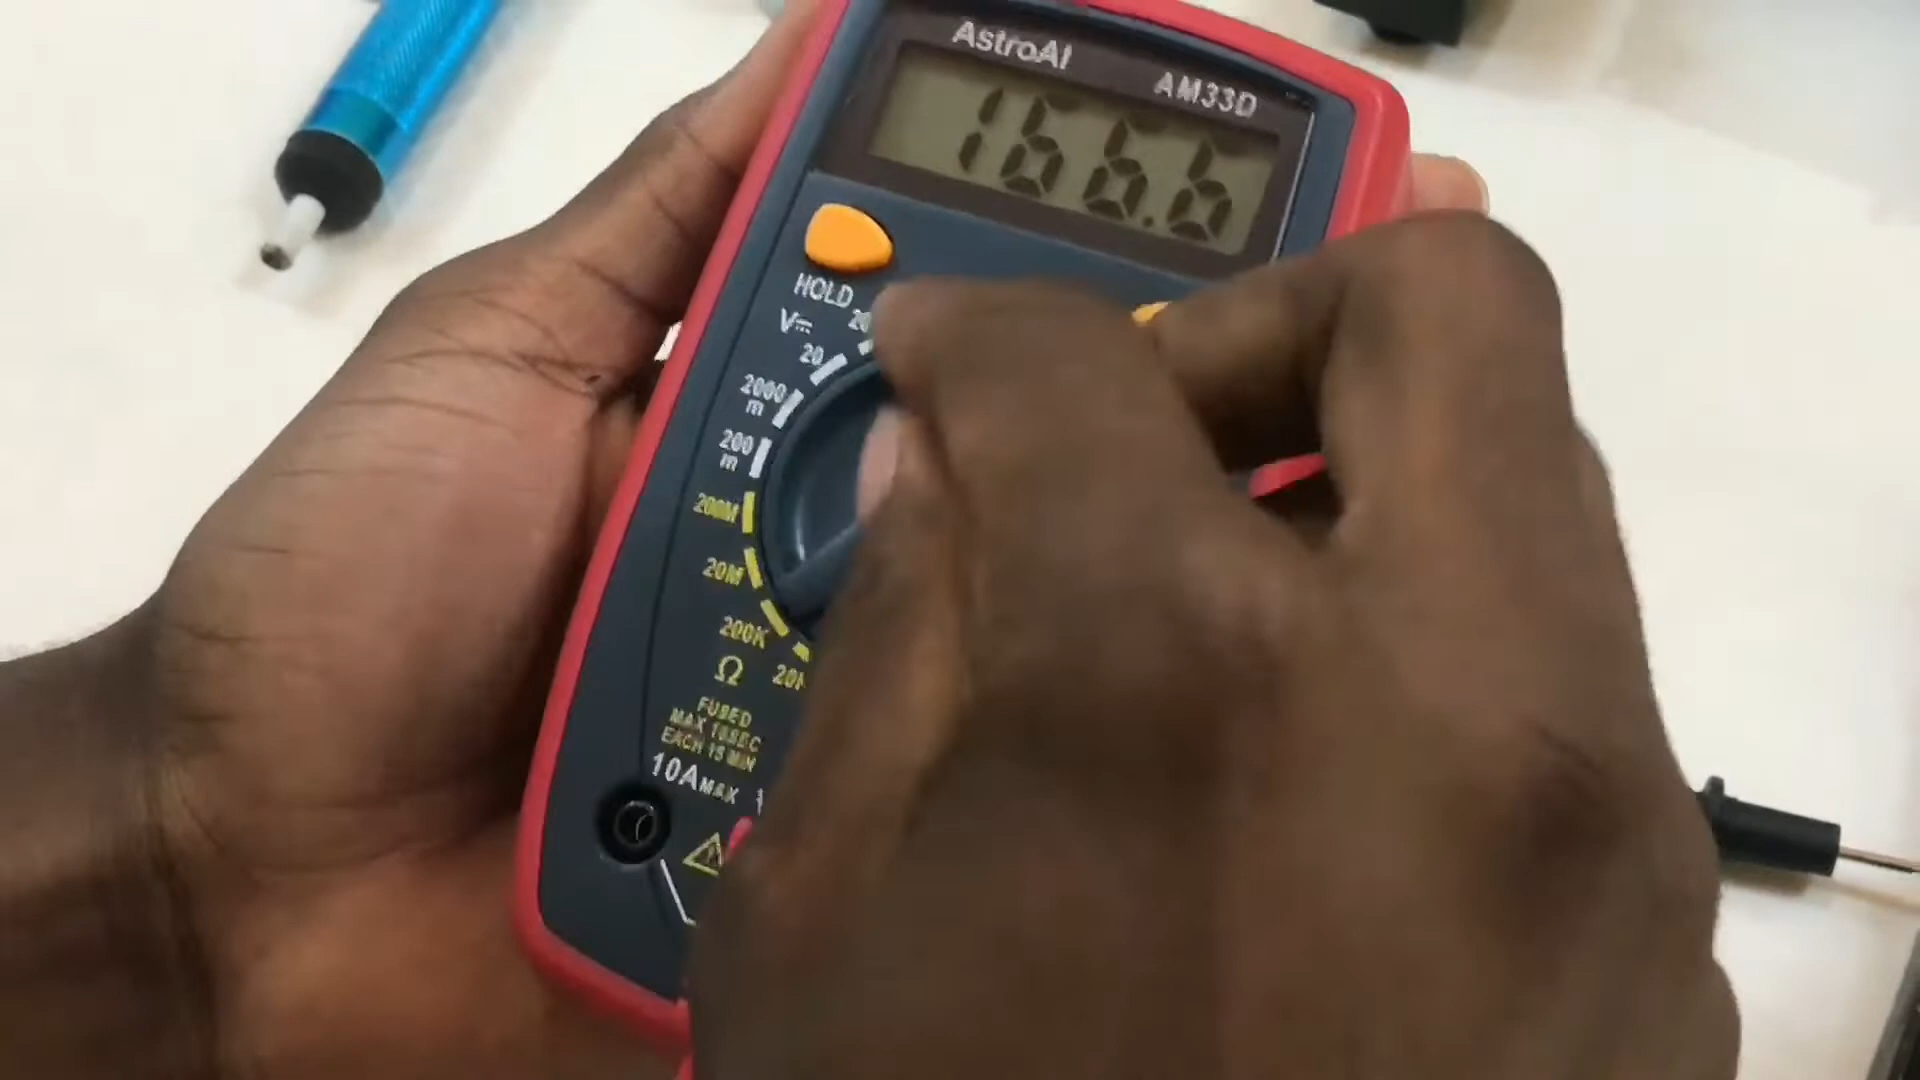 AstroAI
AM33D
166.6
HOLD
V
20
2000
m
200
m
200M
20M
200K
Ω
FUSED
MAX 10SEC
EACH 15 MIN
10A MAX